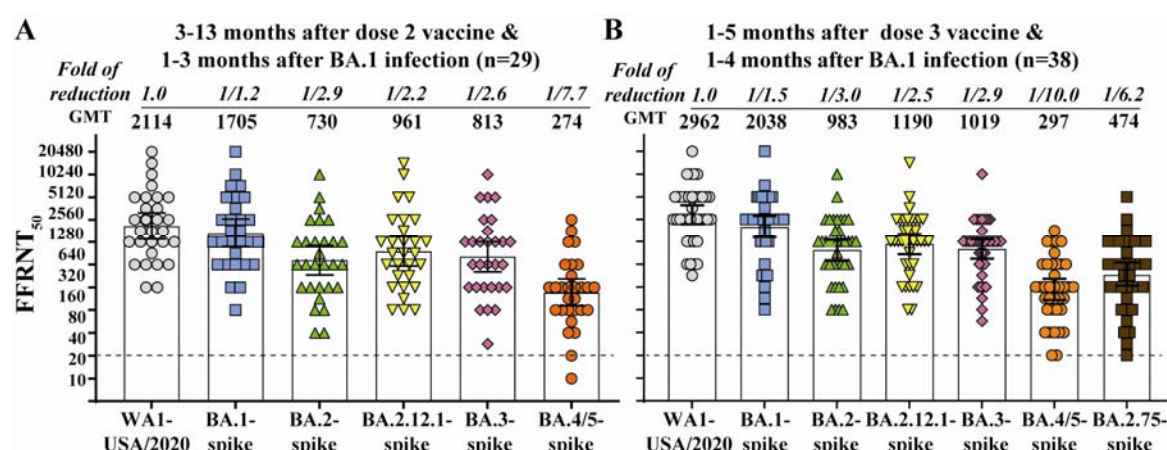 A
3-13 months after dose 2 vaccine &
1-3 months after BA.1 infection (n=29)
Fold of
reduction 1.0 1/1.2 1/2.9 1/2.2 1/2.6 1/7.7
GMT 2114 1705 730 961 813 274
FFRNT50
20480
10240
5120
2560
1280
640
320
160
80
40
20
10
WA1- BA.1- BA.2- BA.2.12.1- BA.3- BA.4/5-
USA/2020 spike spike spike spike spike
B
1-5 months after dose 3 vaccine &
1-4 months after BA.1 infection (n=38)
Fold of
reduction 1.0 1/1.5 1/3.0 1/2.5 1/2.9 1/10.0 1/6.2
GMT 2962 2038 983 1190 1019 297 474
WA1- BA.1- BA.2- BA.2.12.1- BA.3- BA.4/5- BA.2.75-
USA/2020 spike spike spike spike spike spike